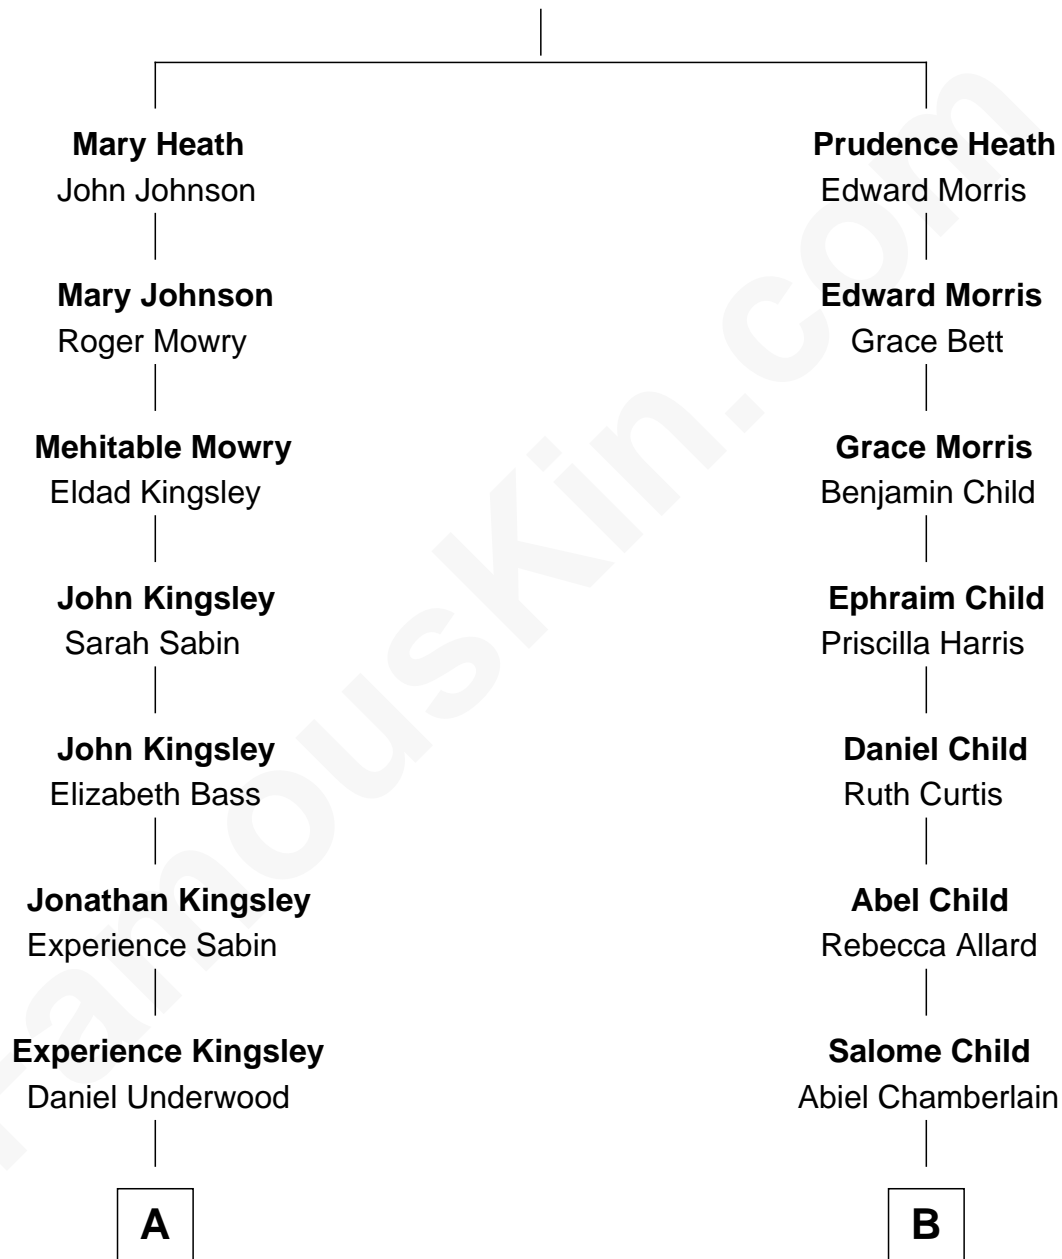 Mary Heath
John Johnson
Mary Johnson
Roger Mowry
Mehitable Mowry
Eldad Kingsley
John Kingsley
Sarah Sabin
John Kingsley
Elizabeth Bass
Jonathan Kingsley
Experience Sabin
Experience Kingsley
Daniel Underwood
A
Prudence Heath
Edward Morris
Edward Morris
Grace Bett
Grace Morris
Benjamin Child
Ephraim Child
Priscilla Harris
Daniel Child
Ruth Curtis
Abel Child
Rebecca Allard
Salome Child
Abiel Chamberlain
B
FamousKin.com